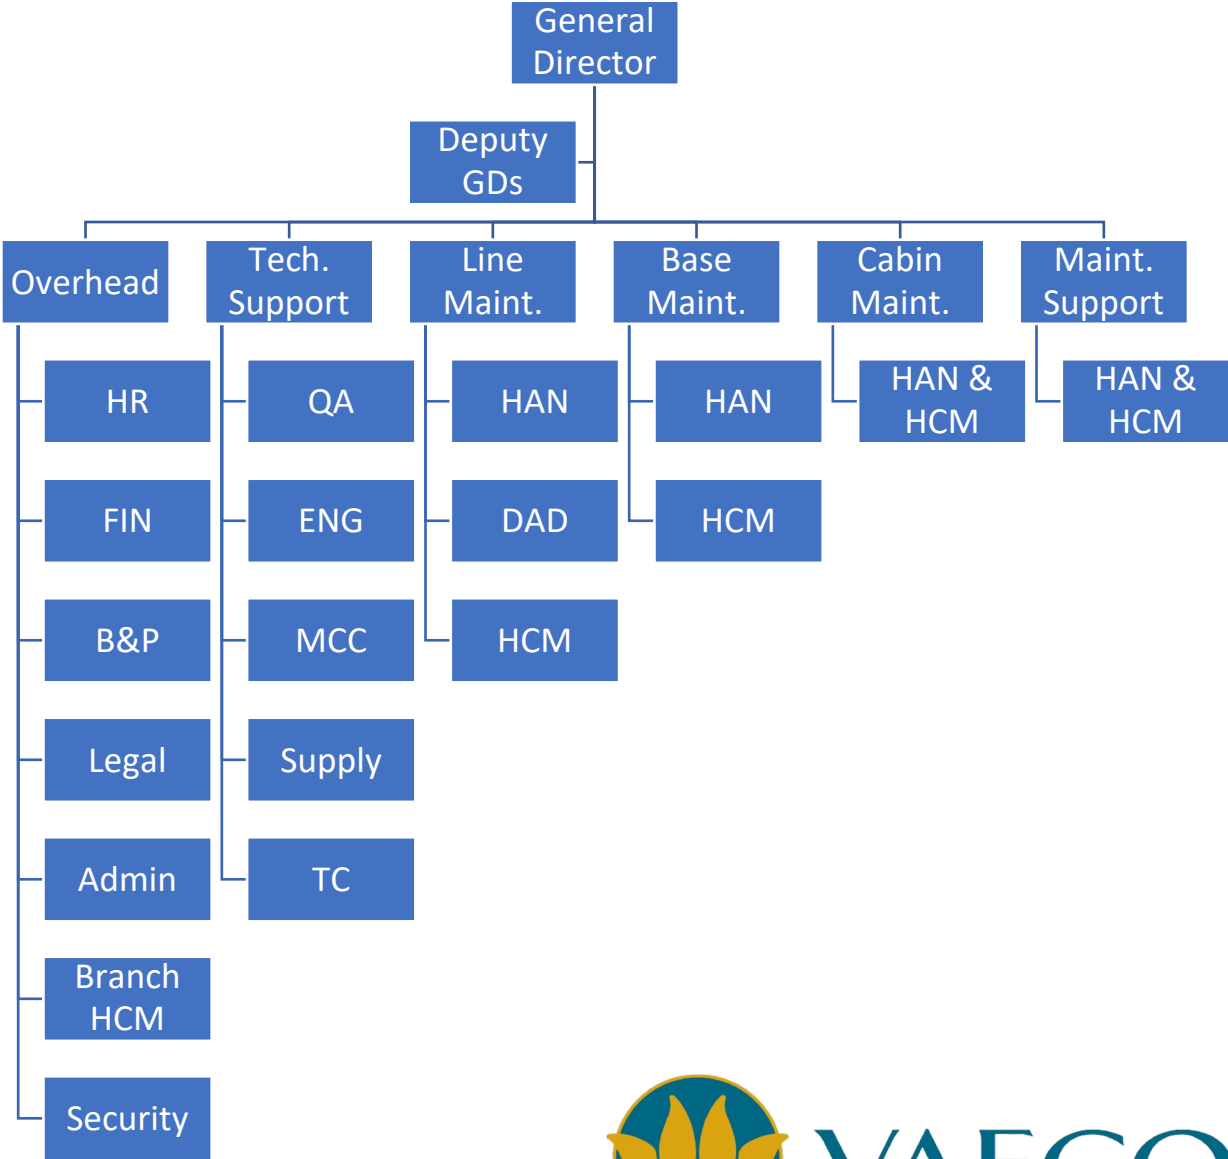 General
Director
Deputy
GDs
Overhead
Tech.
Support
Line
Maint.
Base
Maint.
Cabin
Maint.
Maint.
Support
HR
FIN
B&P
Legal
Admin
Branch
HCM
Security
QA
ENG
MCC
Supply
TC
HAN
DAD
HCM
HAN
HCM
HAN &
HCM
HAN &
HCM
VAECO